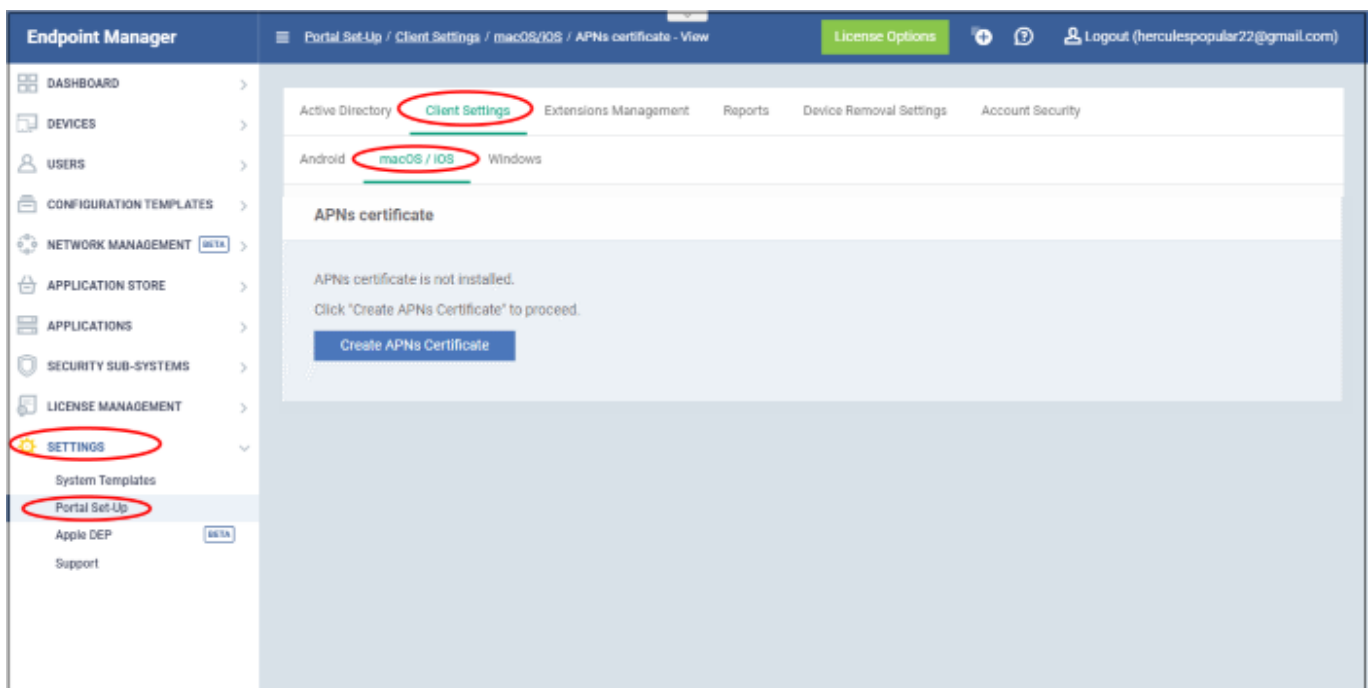 Endpoint Manager
Portal Set-Up / Client Settings / macOS/iOS / APNs certificate - View
License Options
Logout (herculespopular22@gmail.com)
DASHBOARD
DEVICES
USERS
CONFIGURATION TEMPLATES
NETWORK MANAGEMENT BETA
APPLICATION STORE
APPLICATIONS
SECURITY SUB-SYSTEMS
LICENSE MANAGEMENT
SETTINGS
System Templates
Portal Set-Up
Apple DEP BETA
Support
Active Directory Client Settings Extensions Management Reports Device Removal Settings Account Security
Android macOS / iOS Windows
APNs certificate
APNs certificate is not installed.
Click "Create APNs Certificate" to proceed.
Create APNs Certificate